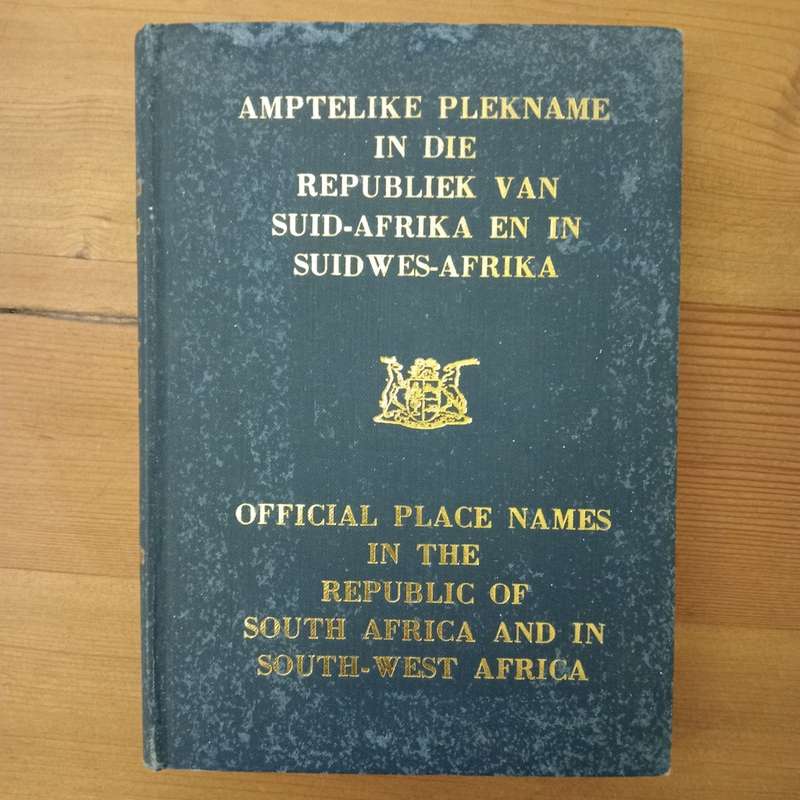 AMPTELIKE PLEKNAME
IN DIE
REPUBLIEK VAN
SUID-AFRIKA EN IN
SUIDWES-AFRIKA
OFFICIAL PLACE NAMES
IN THE
REPUBLIC OF
SOUTH AFRICA AND IN
SOUTH-WEST AFRICA